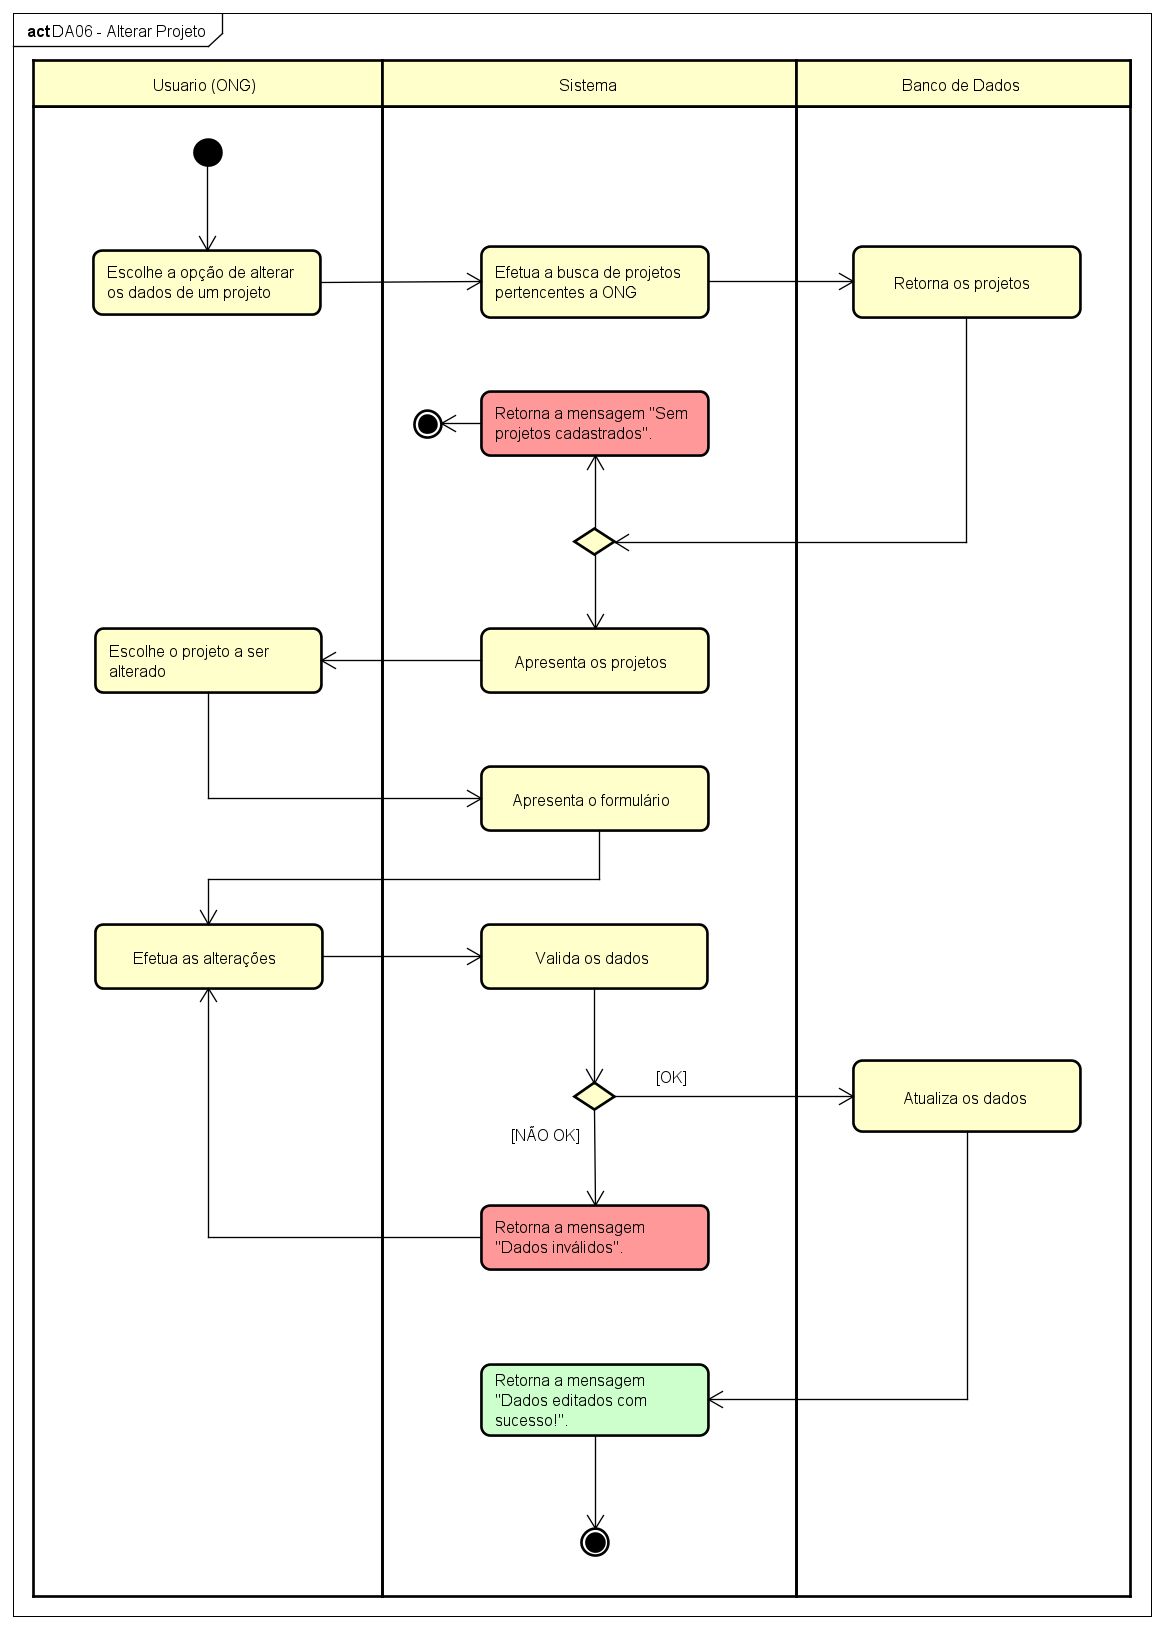 act DA06 - Alterar Projeto
Usuario (ONG)
Sistema
Banco de Dados
Escolhe a opção de alterar
os dados de um projeto
Efetua a busca de projetos
pertencentes a ONG
Retorna os projetos
Retorna a mensagem "Sem
projetos cadastrados".
Escolhe o projeto a ser
alterado
Apresenta os projetos
Apresenta o formulário
Efetua as alterações
Valida os dados
[OK]
Atualiza os dados
[NÃO OK]
Retorna a mensagem
"Dados inválidos".
Retorna a mensagem
"Dados editados com
sucesso!".